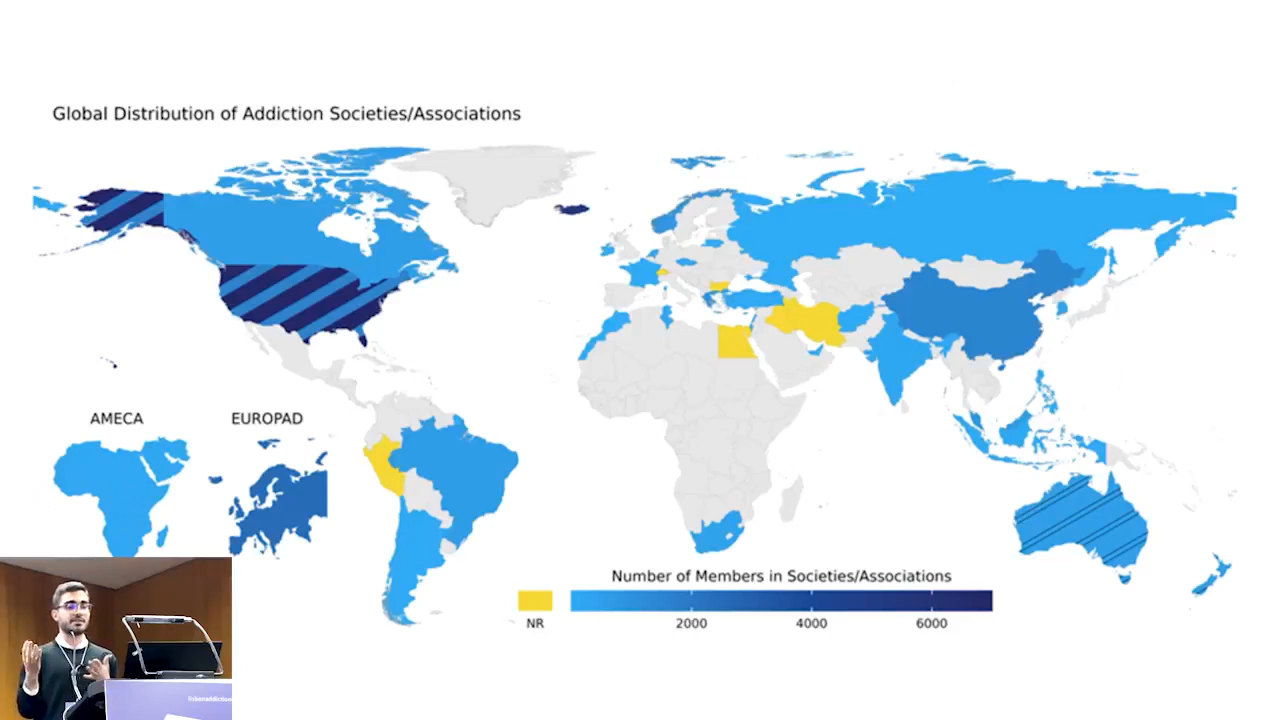 Global Distribution of Addiction Societies/Associations
AMECA
EUROPAD
Number of Members in Societies/Associations
NR
2000
4000
6000